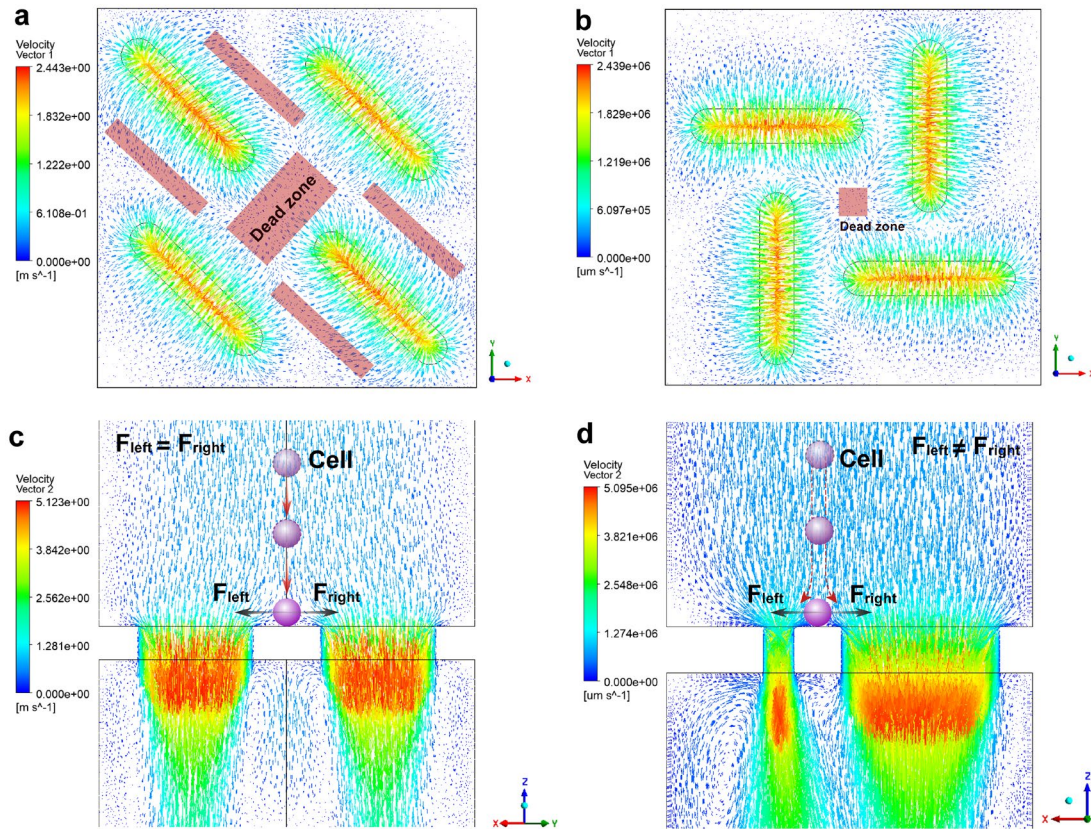 a
Velocity
Vector 1
2.443e+00
1.832e+00
1.222e+00
6.108e-01
0.000e+00
[m s^-1]
Dead zone
Y
X
b
Velocity
Vector 1
2.439e+06
1.829e+06
1.219e+06
6.097e+05
0.000e+00
[um s^-1]
Dead zone
Y
X
c
Velocity
Vector 2
5.123e+00
3.842e+00
2.562e+00
1.281e+00
0.000e+00
[m s^-1]
Fleft = Fright
Cell
Fleft
Fright
Z
X
Y
d
Velocity
Vector 2
5.095e+06
3.821e+06
2.548e+06
1.274e+06
0.000e+00
[um s^-1]
Fleft ≠ Fright
Cell
Fleft
Fright
Z
X